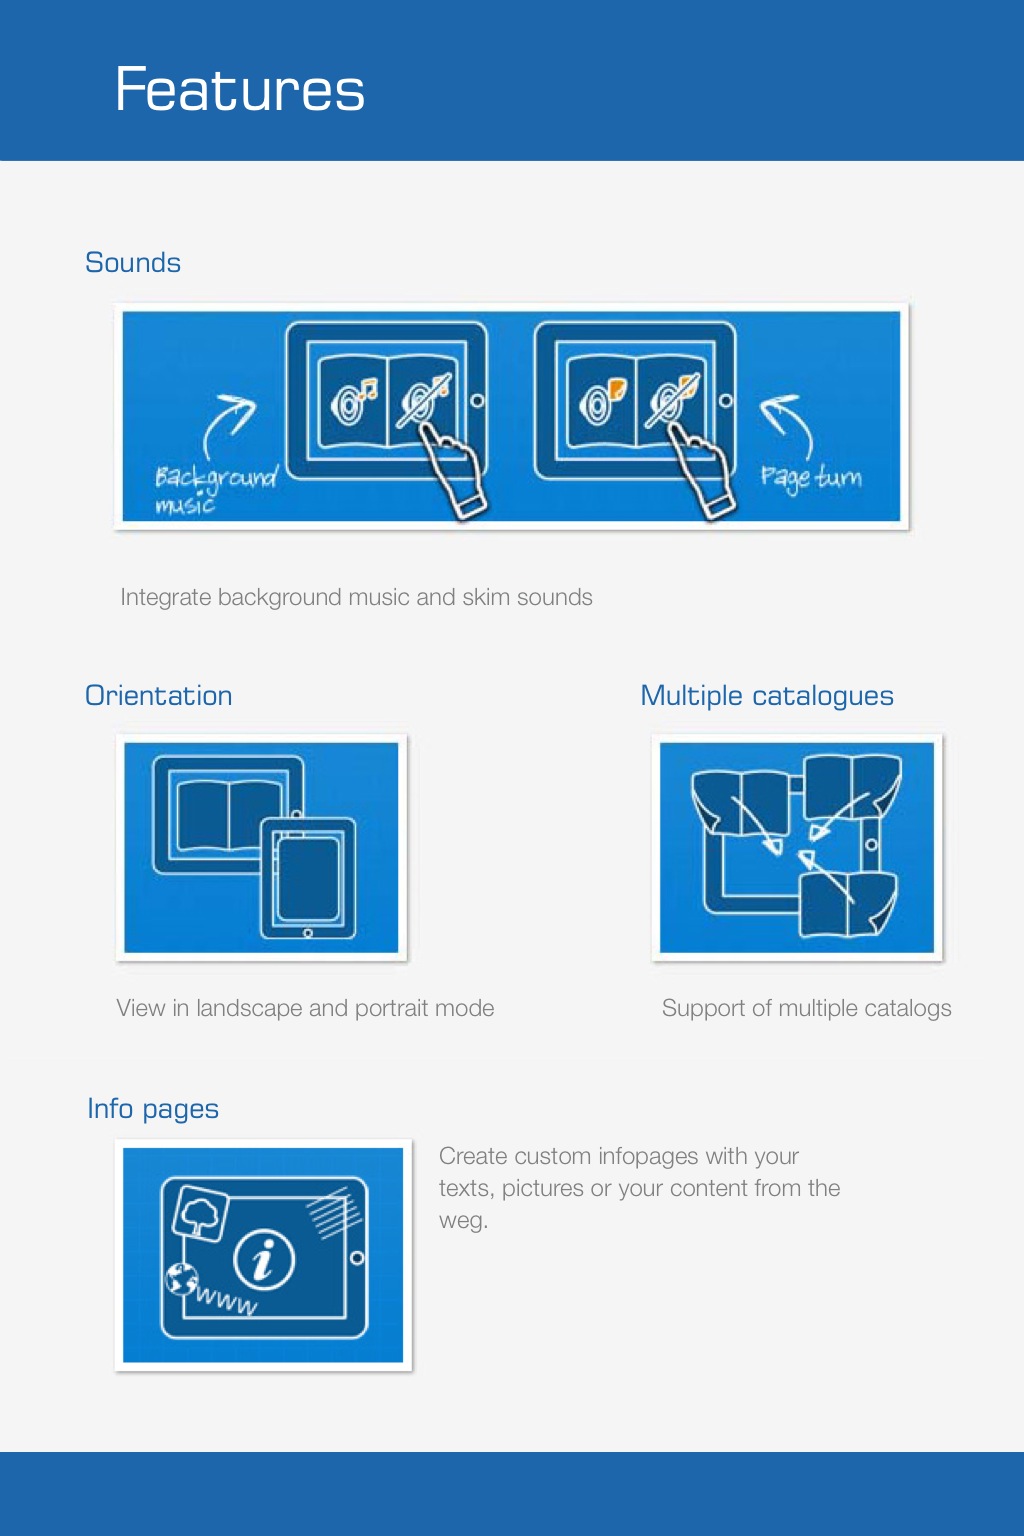 Features
Sounds
Background
music
Page turn
Integrate background music and skim sounds
Orientation
Multiple catalogues
View in landscape and portrait mode
Support of multiple catalogs
Info pages
i
www
Create custom infopages with your
texts, pictures or your content from the
weg.